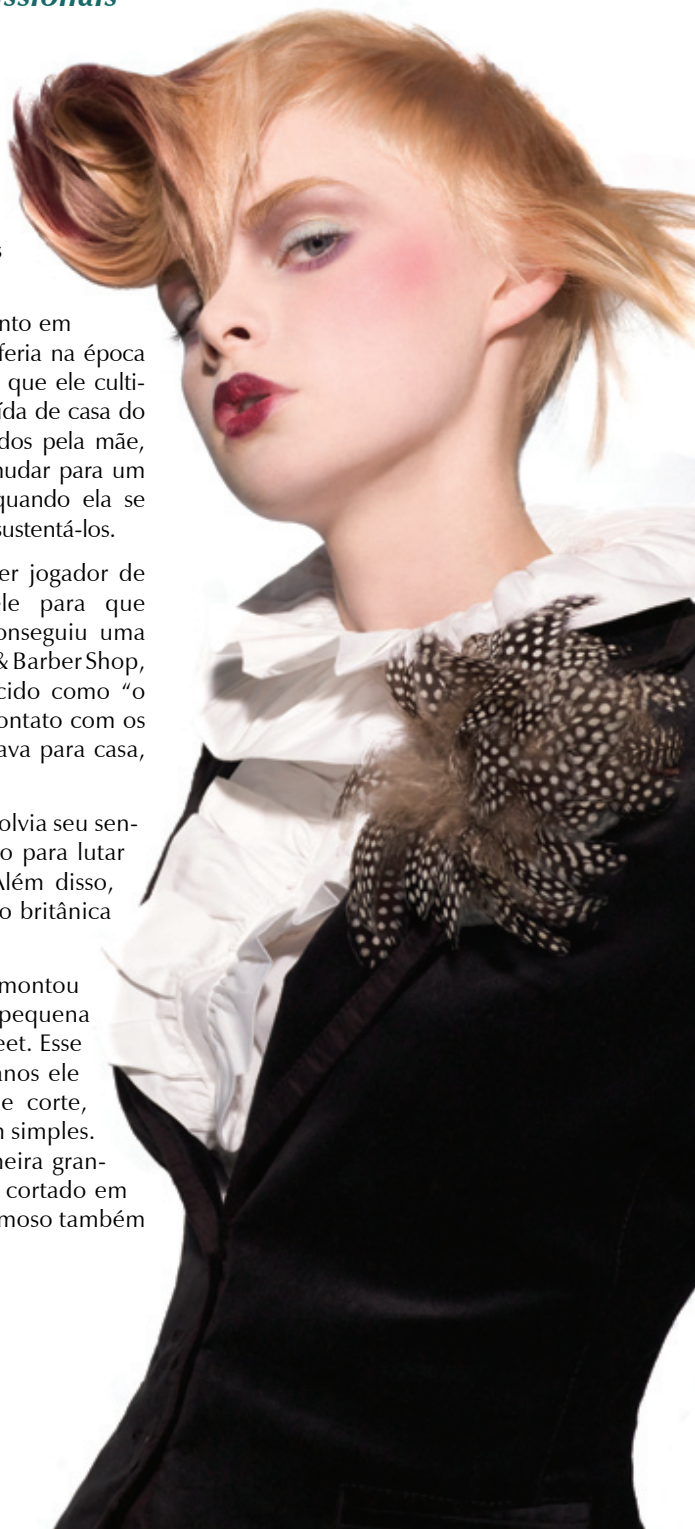 ssionais
s
nto em
feria na época
que ele culti-
ída de casa do
dos pela mãe,
nudar para um
quando ela se
sustentá-los.
er jogador de
le para que
onseguiu uma
& Barber Shop,
cido como “o
ontato com os
ava para casa,
olvia seu sen-
o para lutar
Além disso,
o britânica
montou
pequena
eet. Esse
anos ele
e corte,
n simples.
neira gran-
cortado em
moso também